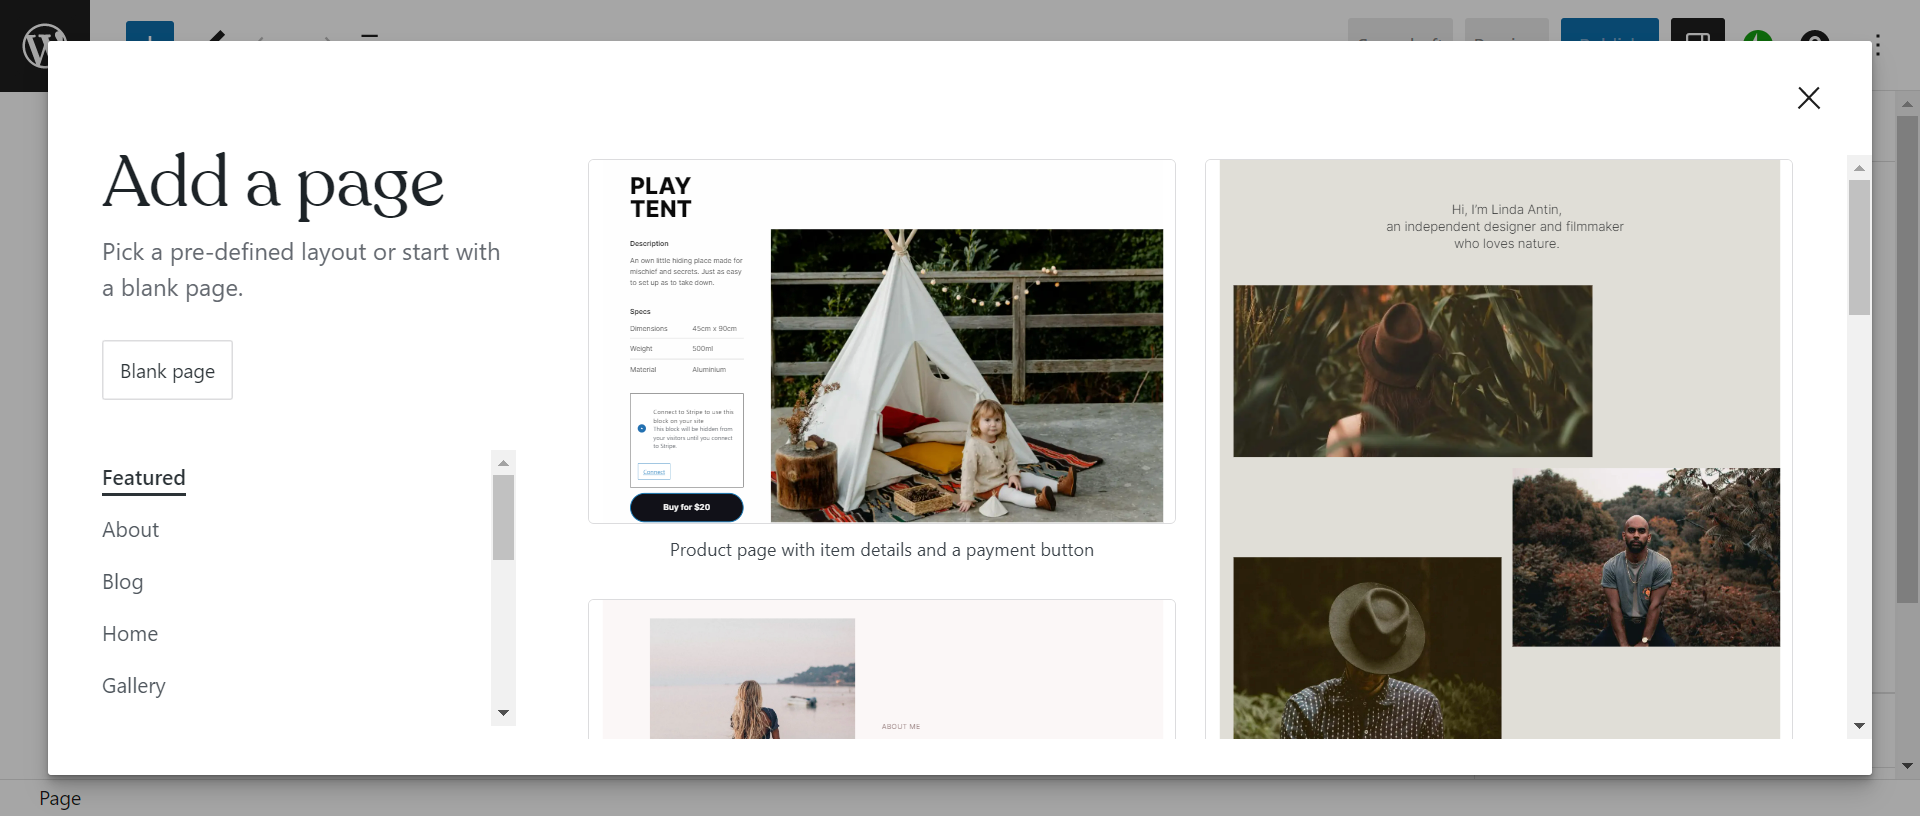 Add a page
Pick a pre-defined layout or start with
a blank page.
Blank page
Featured
About
Blog
Home
Gallery
PLAY
TENT
Description
An own little hiding place made for
mischief and secrets. Just as easy
to set up as to take down.
Specs
Dimensions 45cm x 90cm
Weight 500ml
Material Aluminium
Connect to Stripe to use this
block on your site
This block will be hidden from
your visitors until you connect
to Stripe.
Connect
Buy for $20
Product page with item details and a payment button
ABOUT ME
Hi, I'm Linda Antin,
an independent designer and filmmaker
who loves nature.
Page